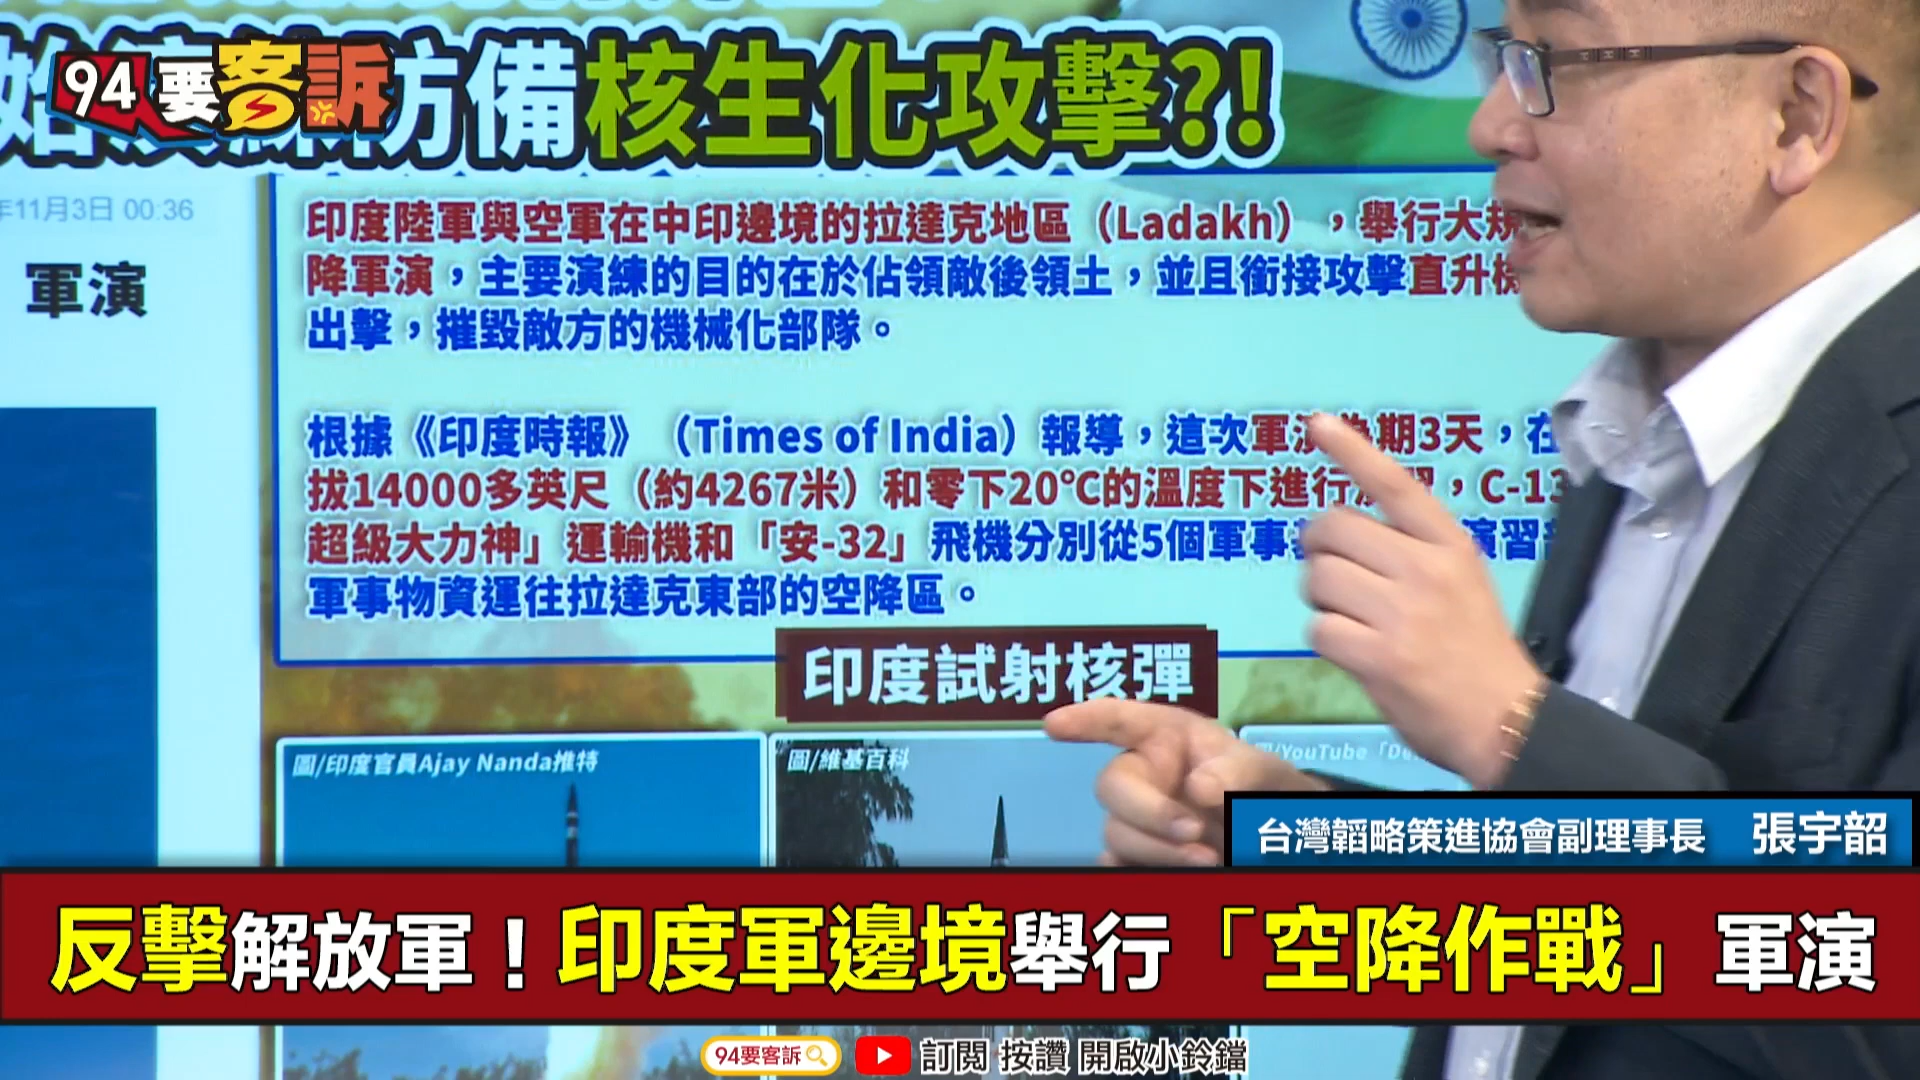 94要客訴
防備核生化攻擊?!
年11月3日 00:36
軍演
印度陸軍與空軍在中印邊境的拉達克地區（Ladakh），舉行大規
降軍演，主要演練的目的在於佔領敵後領土，並且銜接攻擊直升機
出擊，摧毀敵方的機械化部隊。
根據《印度時報》（Times of India）報導，這次軍演為期3天，在
拔14000多英尺（約4267米）和零下20°C的溫度下進行演習，C-13
超級大力神」運輸機和「安-32」飛機分別從5個軍事基 演習
軍事物資運往拉達克東部的空降區。
印度試射核彈
圖/印度官員Ajay Nanda推特
圖/維基百科
圖/YouTube「De
台灣韜略策進協會副理事長 張宇韶
反擊解放軍！印度軍邊境舉行「空降作戰」軍演
94要客訴 訂閱 按讚 開啟小鈴鐺